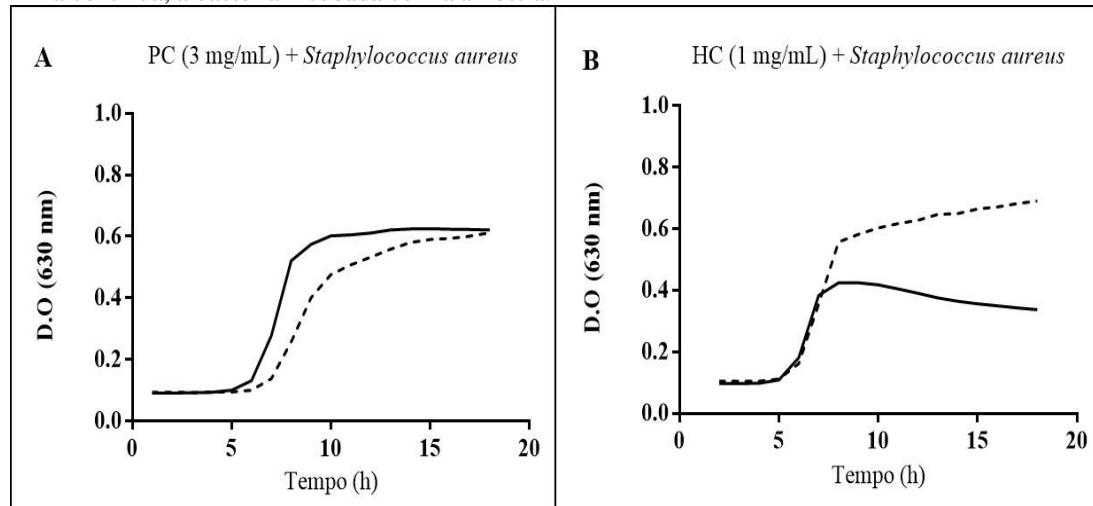 A
PC (3 mg/mL) + Staphylococcus aureus
1.0
0.8
0.6
0.4
0.2
0.0
D.O (630 nm)
0 5 10 15 20
Tempo (h)
B
HC (1 mg/mL) + Staphylococcus aureus
1.0
0.8
0.6
0.4
0.2
0.0
D.O (630 nm)
0 5 10 15 20
Tempo (h)